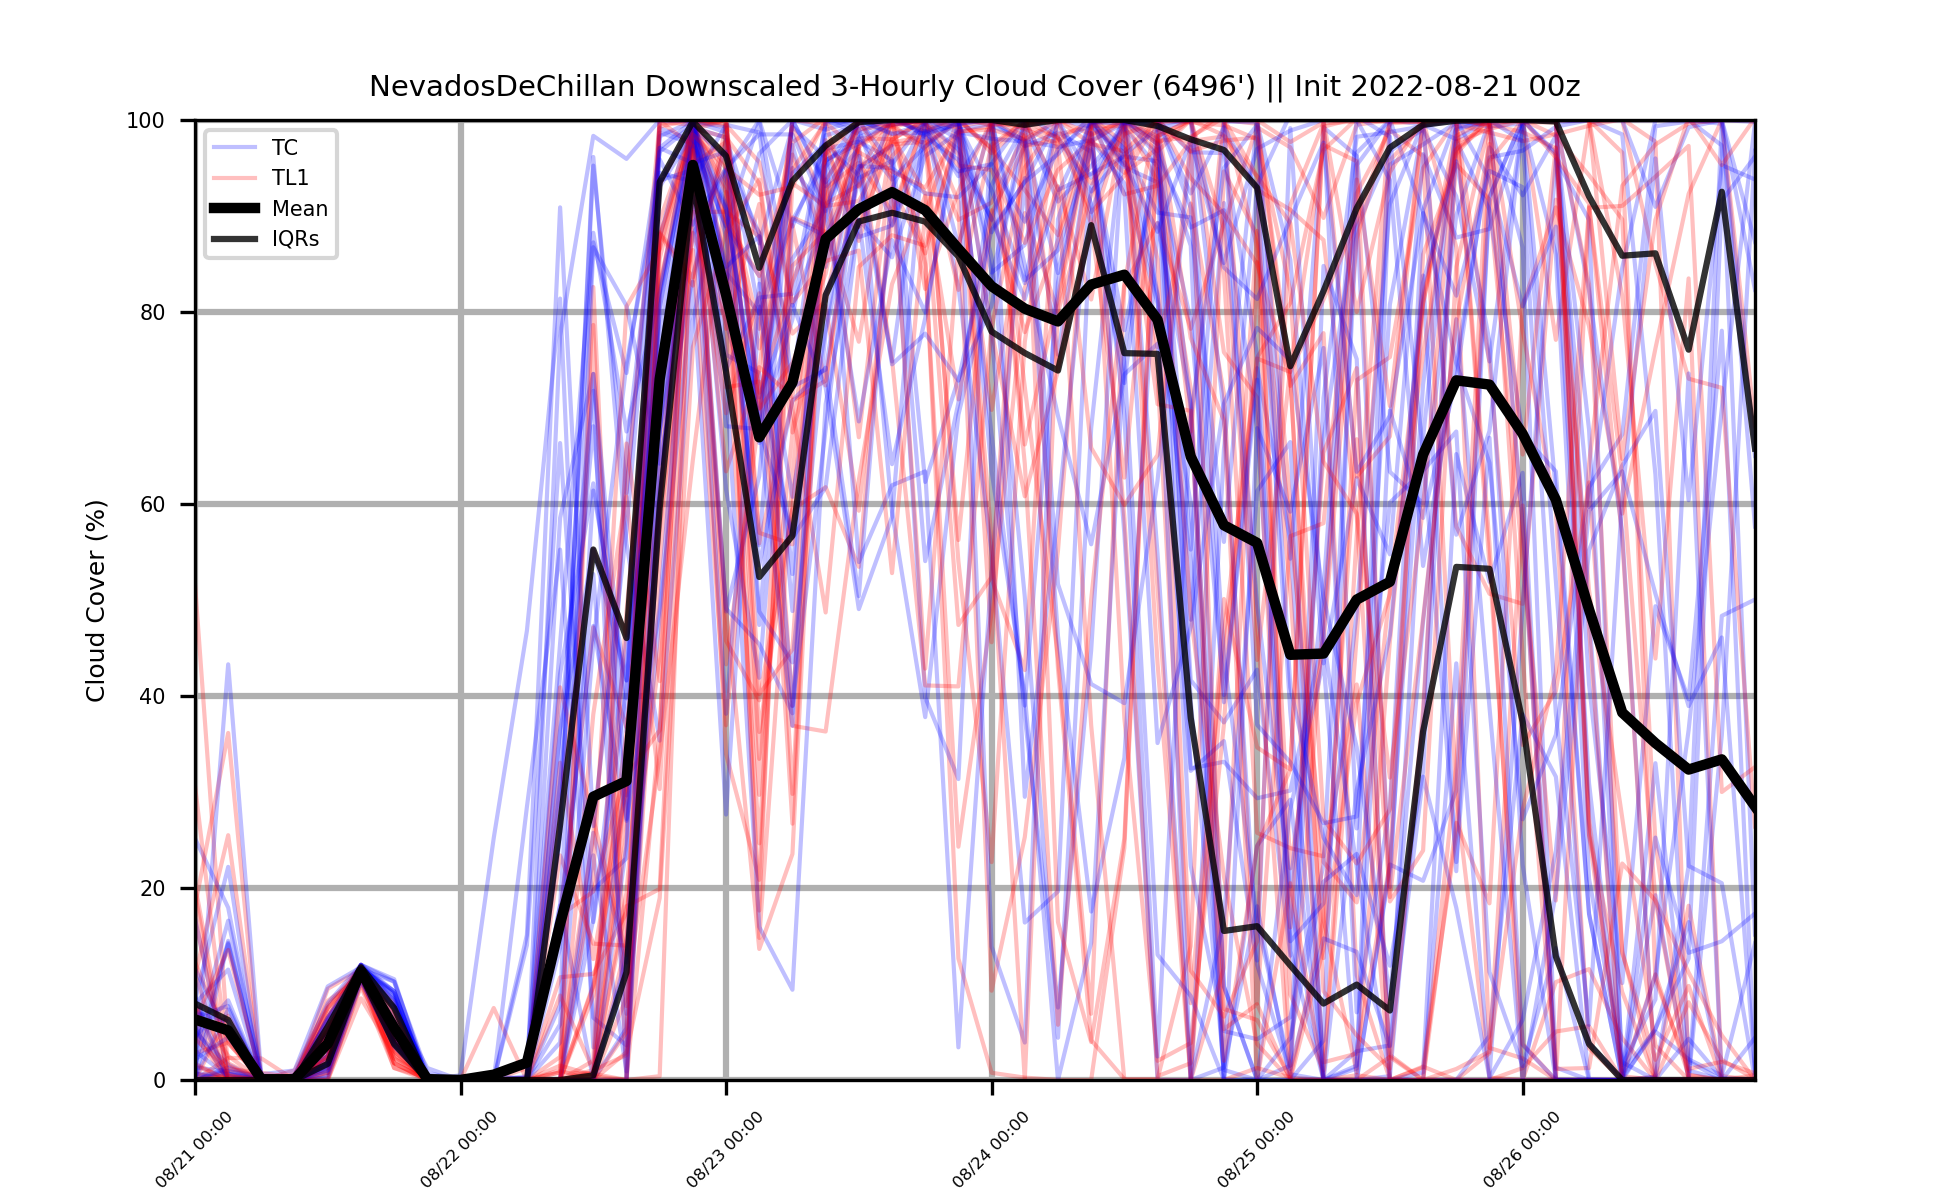 NevadosDeChillan Downscaled 3-Hourly Cloud Cover (6496') || Init 2022-08-21 00z
TC
TL1
Mean
IQRs
Cloud Cover (%)
100
80
60
40
20
0
08/21 00:00
08/22 00:00
08/23 00:00
08/24 00:00
08/25 00:00
08/26 00:00